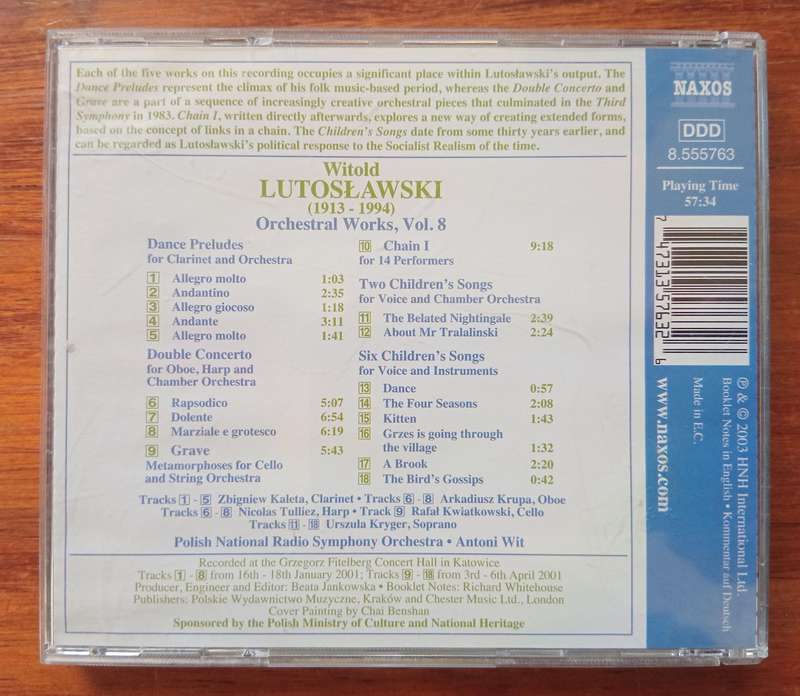 Each of the five works on this recording occupies a significant place within Lutosławski's output. The
Dance Preludes represent the climax of his folk music-based period, whereas the Double Concerto and
Grave are a part of a sequence of increasingly creative orchestral pieces that culminated in the Third
Symphony in 1983. Chain I, written directly afterwards, explores a new way of creating extended forms,
based on the concept of links in a chain. The Children's Songs date from some thirty years earlier, and
can be regarded as Lutosławski's political response to the Socialist Realism of the time.
Witold
LUTOSŁAWSKI
(1913 - 1994)
Orchestral Works, Vol. 8
Dance Preludes
for Clarinet and Orchestra
1 Allegro molto 1:03
2 Andantino 2:35
3 Allegro giocoso 1:18
4 Andante 3:11
5 Allegro molto 1:41
Double Concerto
for Oboe, Harp and
Chamber Orchestra
6 Rapsodico 5:07
7 Dolente 6:54
8 Marziale e grotesco 6:19
9 Grave 5:43
Metamorphoses for Cello
and String Orchestra
10 Chain I 9:18
for 14 Performers
Two Children's Songs
for Voice and Chamber Orchestra
11 The Belated Nightingale 2:39
12 About Mr Tralalinski 2:24
Six Children's Songs
for Voice and Instruments
13 Dance 0:57
14 The Four Seasons 2:08
15 Kitten 1:43
16 Grzes is going through
the village 1:32
17 A Brook 2:20
18 The Bird's Gossips 0:42
Tracks 1 - 5 Zbigniew Kaleta, Clarinet • Tracks 6 - 8 Arkadiusz Krupa, Oboe
Tracks 6 - 8 Nicolas Tulliez, Harp • Track 9 Rafał Kwiatkowski, Cello
Tracks 11 - 18 Urszula Kryger, Soprano
Polish National Radio Symphony Orchestra • Antoni Wit
Recorded at the Grzegorz Fitelberg Concert Hall in Katowice
Tracks 1 - 8 from 16th - 18th January 2001; Tracks 9 - 18 from 3rd - 6th April 2001
Producer, Engineer and Editor: Beata Jankowska • Booklet Notes: Richard Whitehouse
Publishers: Polskie Wydawnictwo Muzyczne, Kraków and Chester Music Ltd., London
Cover Painting by Chai Benshan
Sponsored by the Polish Ministry of Culture and National Heritage
NAXOS
DDD
8.555763
Playing Time
57:34
7 47313 57632 6
www.naxos.com
Made in E.C.
Booklet Notes in English • Kommentar auf Deutsch
℗ & © 2003 HNH International Ltd.